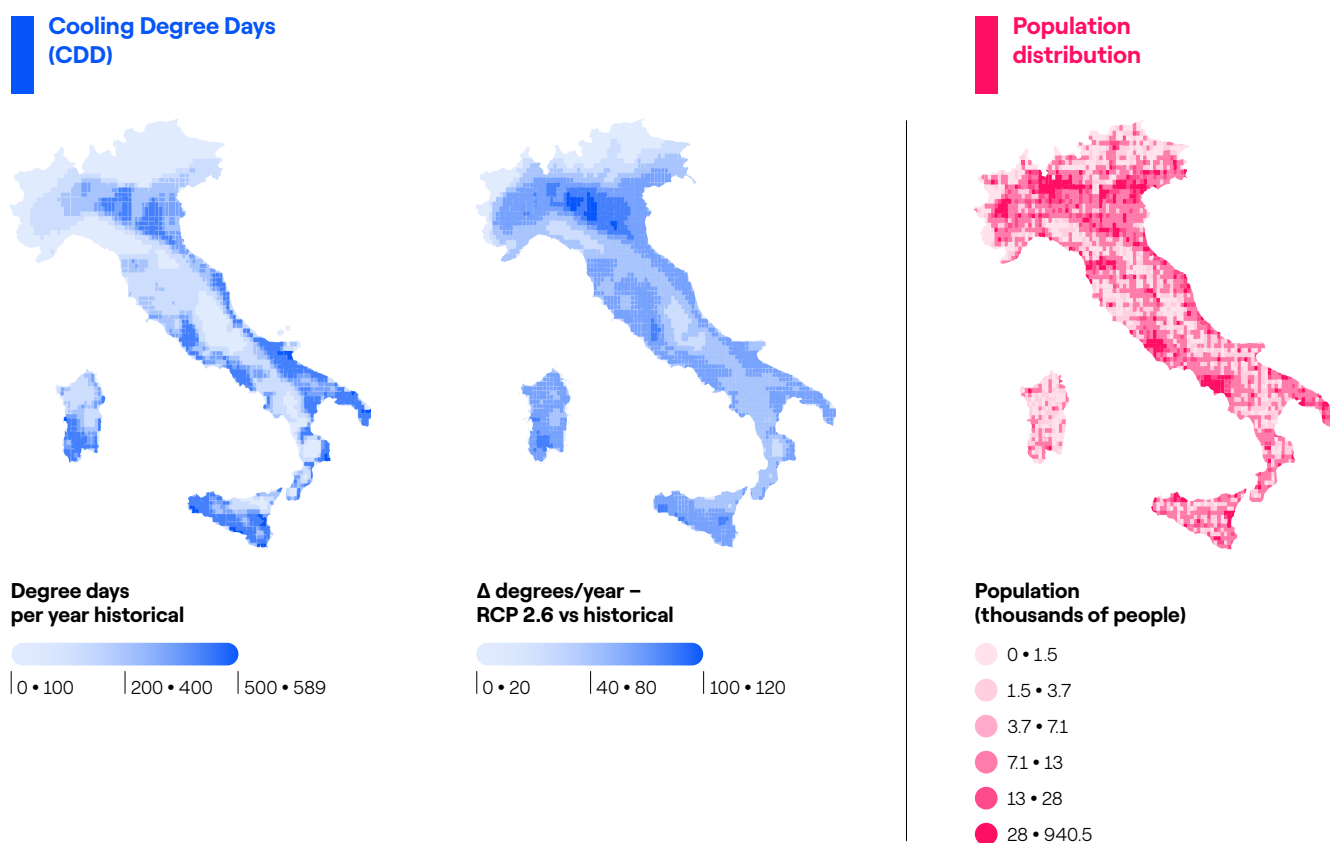 Cooling Degree Days
(CDD)
Population
distribution
Degree days
per year historical
0 • 100
200 • 400
500 • 589
Δ degrees/year –
RCP 2.6 vs historical
0 • 20
40 • 80
100 • 120
Population
(thousands of people)
0 • 1.5
1.5 • 3.7
3.7 • 7.1
7.1 • 13
13 • 28
28 • 940.5